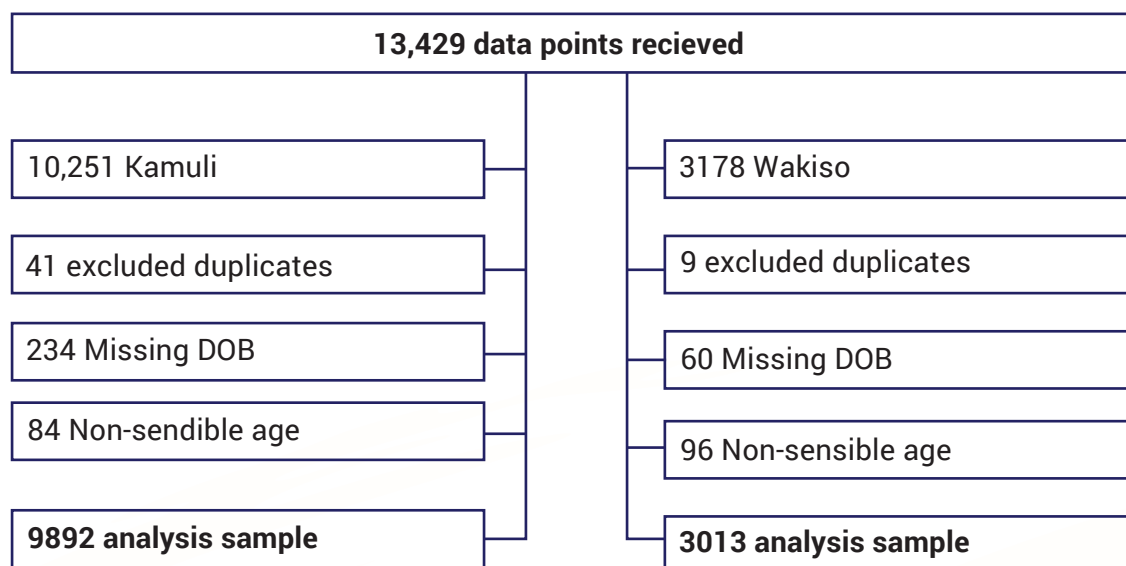 13,429 data points recieved
10,251 Kamuli
3178 Wakiso
41 excluded duplicates
9 excluded duplicates
234 Missing DOB
60 Missing DOB
84 Non-sendible age
96 Non-sensible age
9892 analysis sample
3013 analysis sample